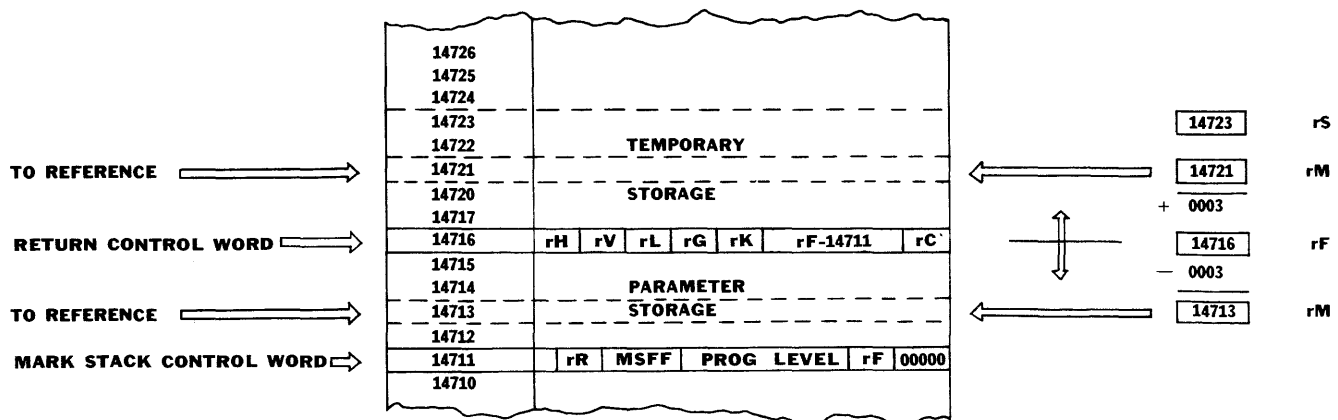 14726
14725
14724
14723 14723 rS
14722 TEMPORARY
TO REFERENCE 14721 14721 rM
14720 STORAGE + 0003
14717
RETURN CONTROL WORD 14716 rH rV rL rG rK rF-14711 rC 14716 rF
14715 — 0003
14714 PARAMETER
TO REFERENCE 14713 STORAGE 14713 rM
14712
MARK STACK CONTROL WORD 14711 rR MSFF PROG LEVEL rF 00000
14710